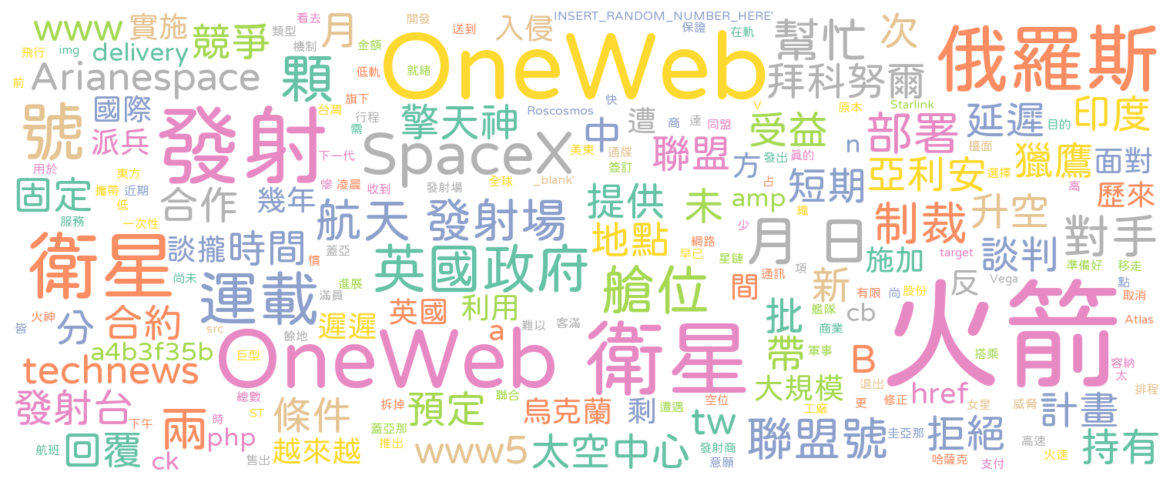 開發
INSERT_RANDOM_NUMBER_HERE'
看去
送到
保證
在軌
www
實施
類型
月
OneWeb
入侵
幫忙
次
俄羅斯
飛行
img
delivery
競爭
機制
金額
前
Arianespace
顆
低軌
就緒
拜科努爾
號
國際
發射
旗下
台灣
行程
需
擎天神
Roscosmos
快
中
商
遭
達
同盟
V
原本
Starlink
延遲
目的
印度
派兵
SpaceX
美東
通牒
簽訂
聯盟
受益
發出
真的
部署
檯面
獵鷹
面對
用於
下一代
方
n
選擇
固定
東方
攜帶
近期
低
慘
凌晨
收到
發射場
全球
_blank'
提供
未
amp
占
短期
亞利安
高
歷來
合作
幾年
服務
一次性
航天
發射場
纖
少
升空
制裁
衛星
談攏
時間
蓋亞
英國政府
地點
網路
早已
月
日
星鏈
施加
target
談判
對手
尚未
慣
進展
滿員
運載
艙位
間
通訊
項
新
反
Vega
準備好
移走
點
火箭
皆
火神
分
合約
src
餘地
遲遲
英國
利用
a
難以
客滿
批
艦隊
商業
有限
尚
股份
cb
取消
Atlas
technews
a4b3f35b
巨型
OneWeb
衛星
帶
軍事
B
退出
搭乘
容納
太
發射台
總數
條件
拆掉
預定
聯合
烏克蘭
剩
遭遇
空位
大規模
工廠
更
修正
href
女星
威脅
排程
計畫
下午
兩
時
php
ST
蓋亞那
推出
tw
發射商
聯盟號
圭亞那
拒絕
高速
火速
持有
航班
回覆
ck
售出
越來越
www5
太空中心
意願
哈薩克
支付